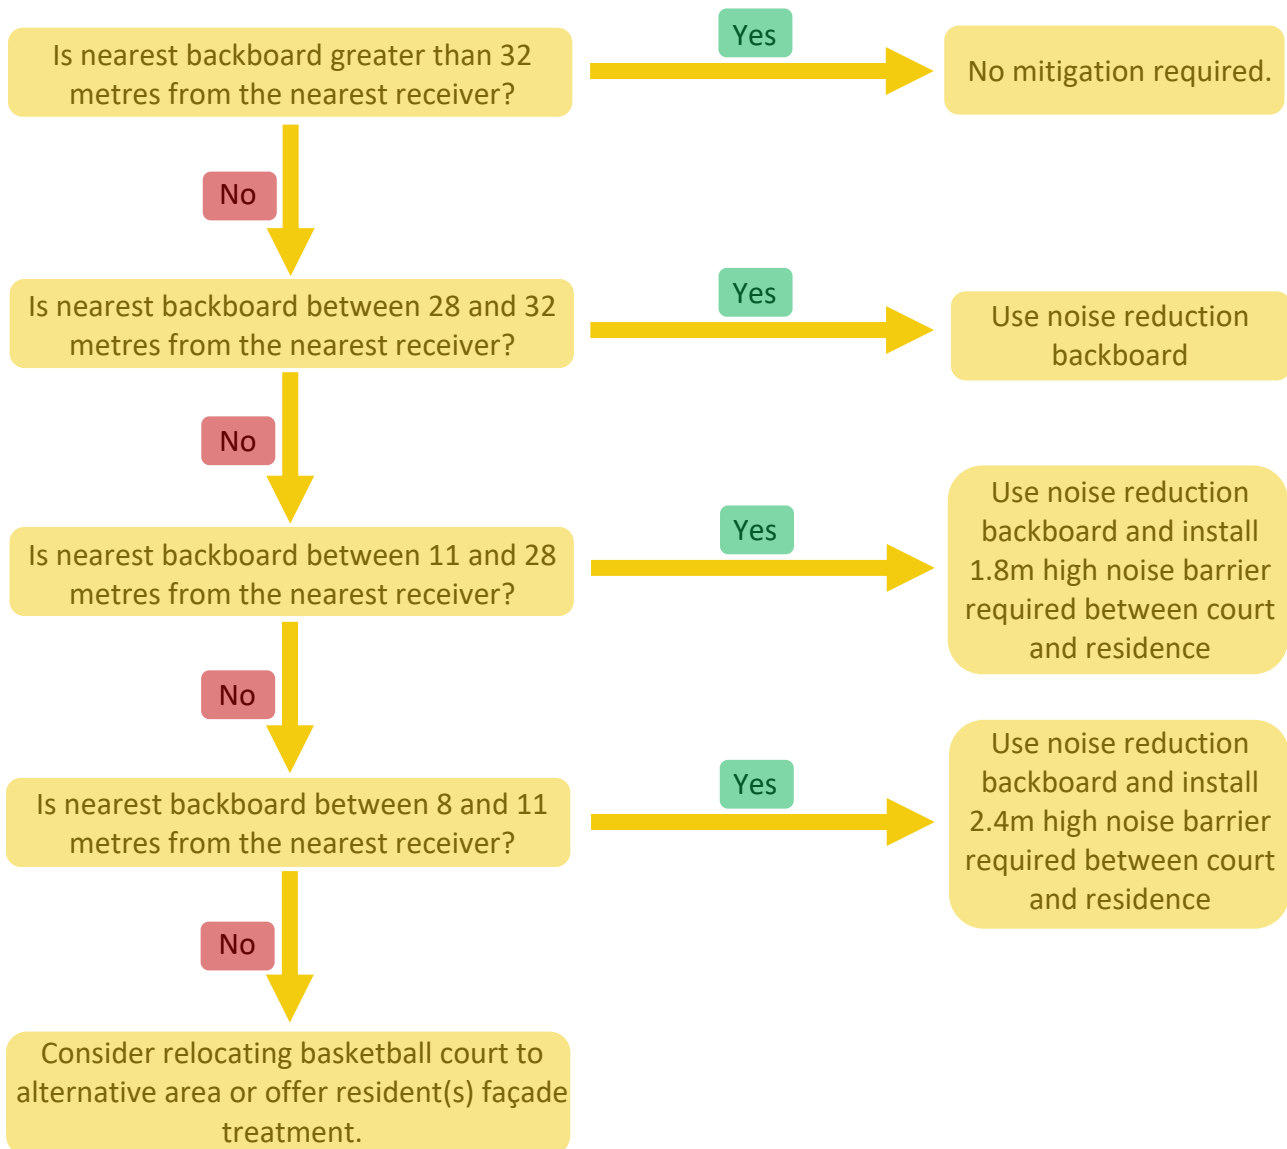 Is nearest backboard greater than 32
metres from the nearest receiver?
Yes
No mitigation required.
No
Is nearest backboard between 28 and 32
metres from the nearest receiver?
Yes
Use noise reduction
backboard
No
Is nearest backboard between 11 and 28
metres from the nearest receiver?
Yes
Use noise reduction
backboard and install
1.8m high noise barrier
required between court
and residence
No
Is nearest backboard between 8 and 11
metres from the nearest receiver?
Yes
Use noise reduction
backboard and install
2.4m high noise barrier
required between court
and residence
No
Consider relocating basketball court to
alternative area or offer resident(s) façade
treatment.